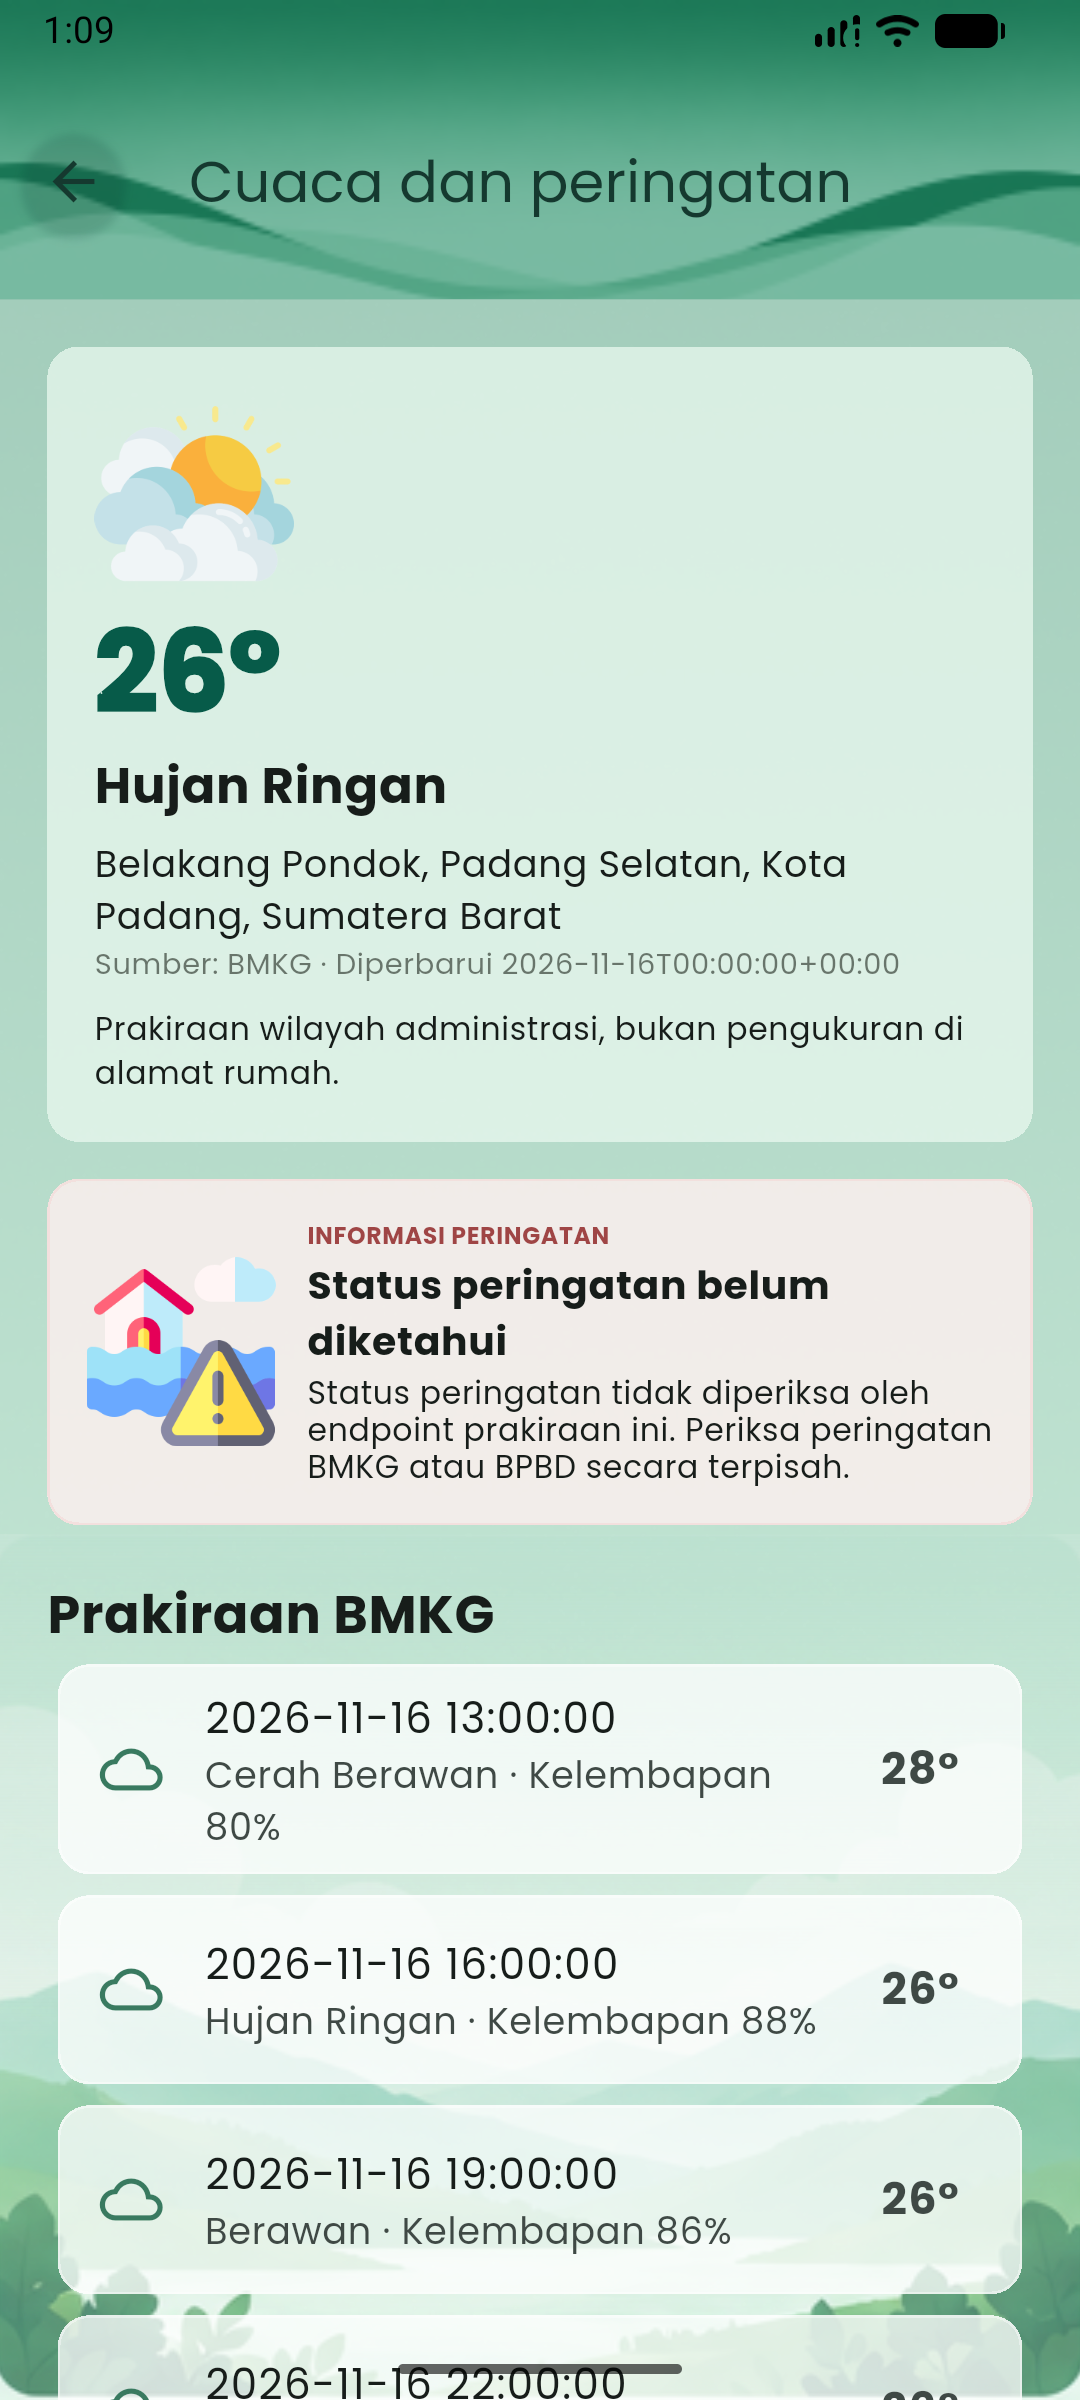 1:09
Cuaca dan peringatan
26°
Hujan Ringan
Belakang Pondok, Padang Selatan, Kota
Padang, Sumatera Barat
Sumber: BMKG · Diperbarui 2026-11-16T00:00:00+00:00
Prakiraan wilayah administrasi, bukan pengukuran di
alamat rumah.
INFORMASI PERINGATAN
Status peringatan belum
diketahui
Status peringatan tidak diperiksa oleh
endpoint prakiraan ini. Periksa peringatan
BMKG atau BPBD secara terpisah.
Prakiraan BMKG
2026-11-16 13:00:00
Cerah Berawan · Kelembapan
80%
28°
2026-11-16 16:00:00
Hujan Ringan · Kelembapan 88%
26°
2026-11-16 19:00:00
Berawan · Kelembapan 86%
26°
2026-11-16 22:00:00